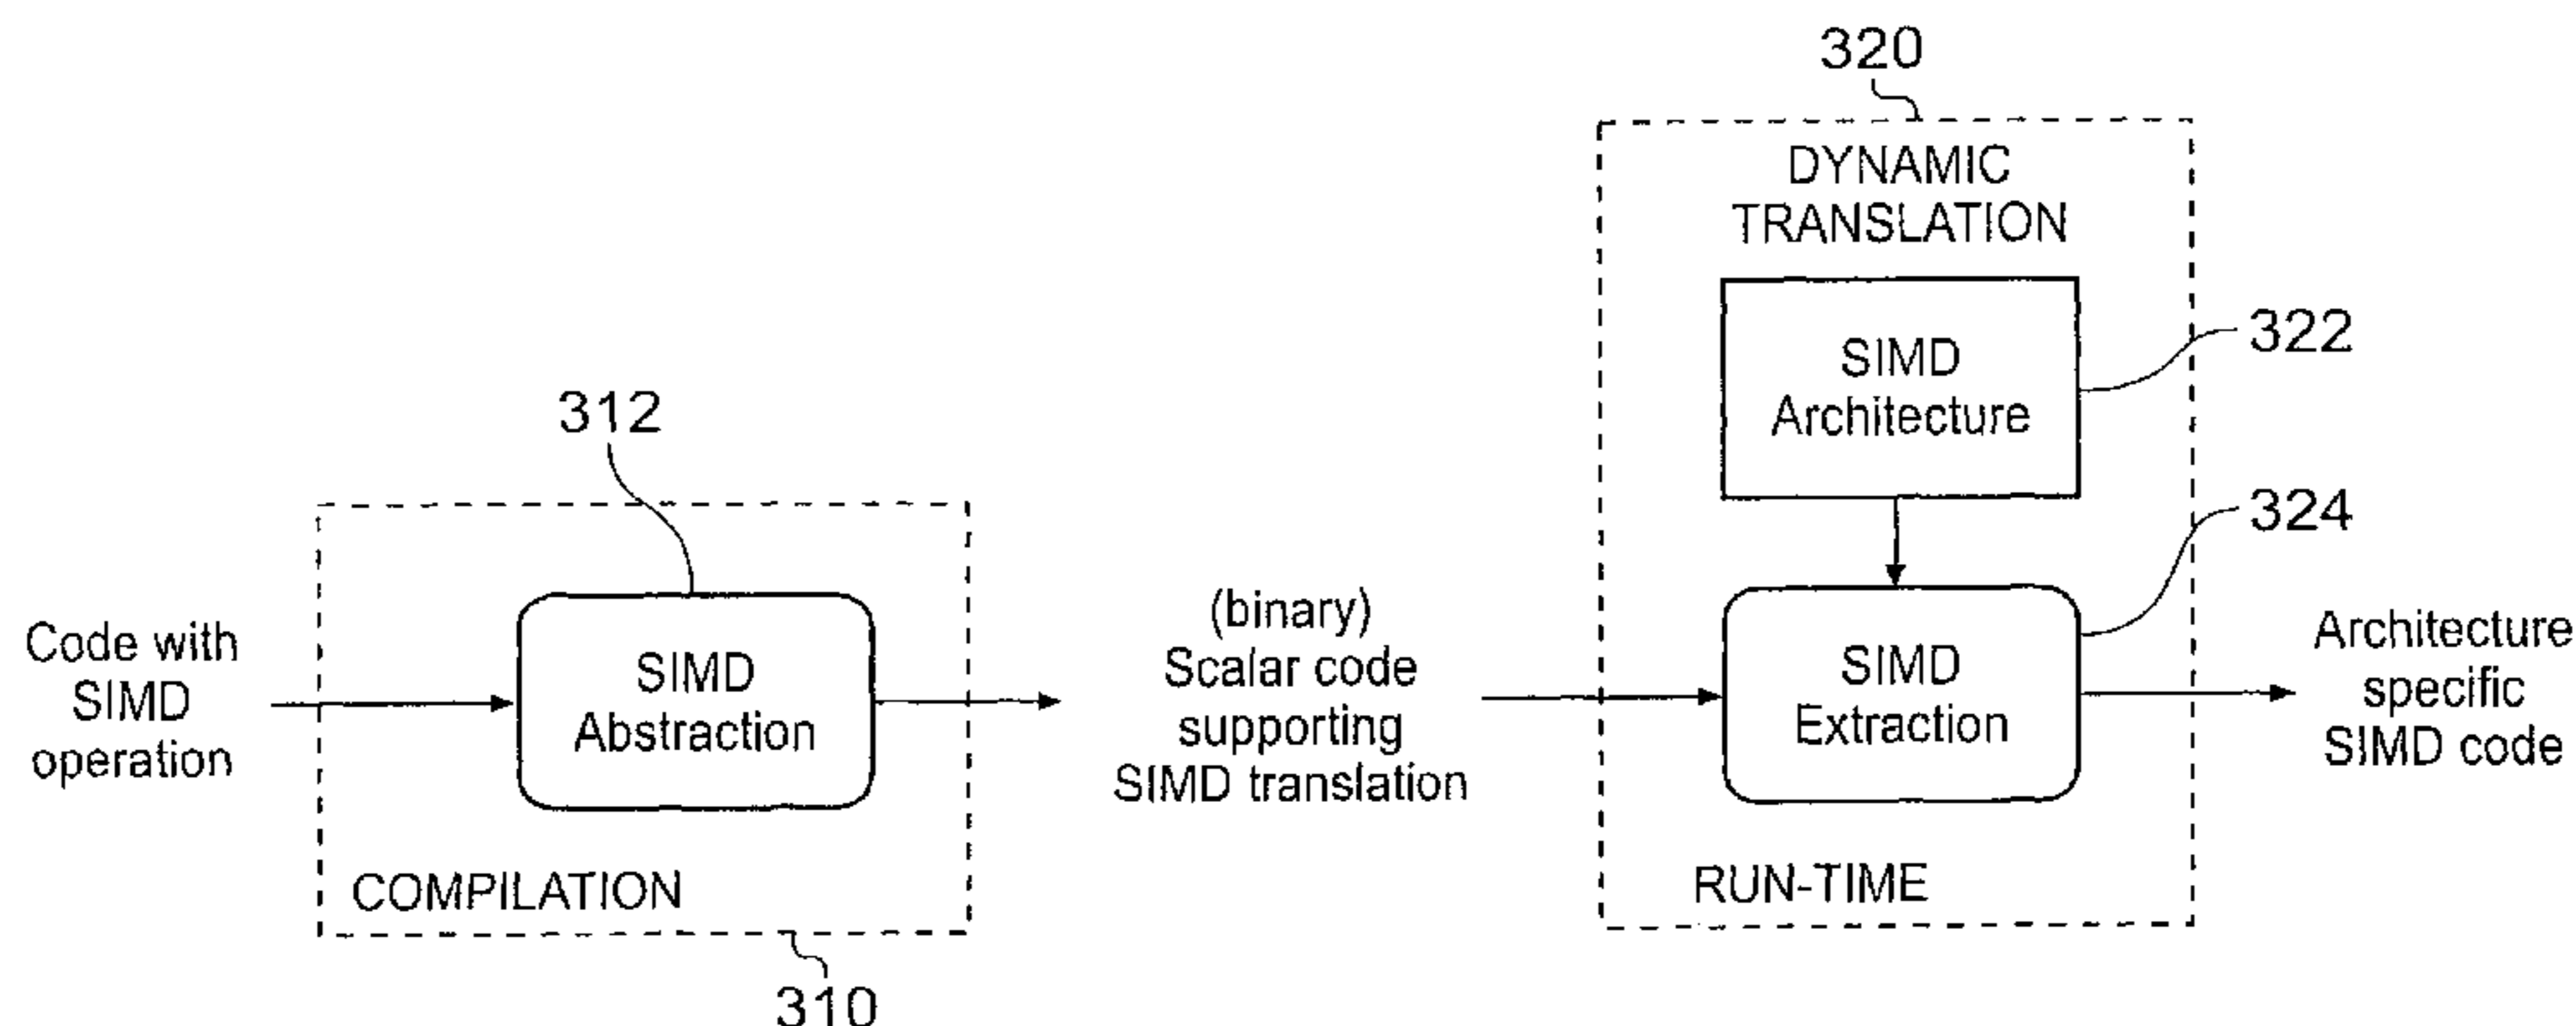 320
DYNAMIC
TRANSLATION
SIMD
Architecture
322
312
324
Code with
SIMD
operation
SIMD
Abstraction
(binary)
Scalar code
supporting
SIMD translation
SIMD
Extraction
Architecture
specific
SIMD code
COMPILATION
RUN-TIME
310